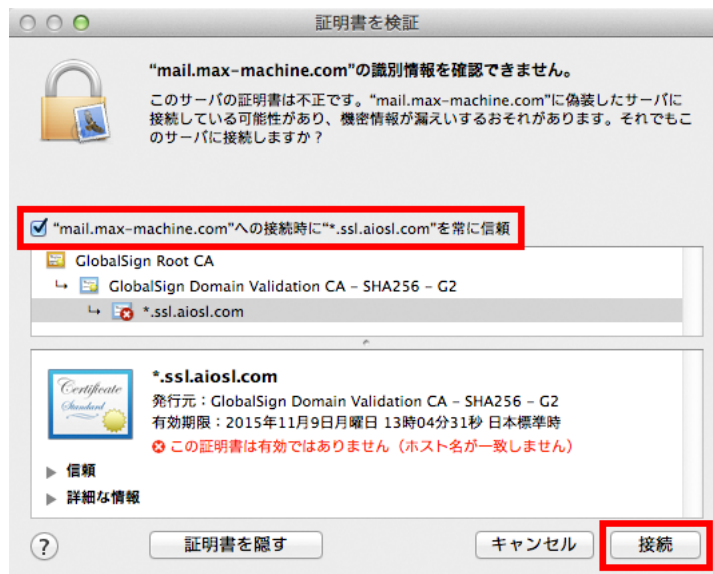 証明書を検証
“mail.max-machine.com”の識別情報を確認できません。
このサーバの証明書は不正です。“mail.max-machine.com”に偽装したサーバに
接続している可能性があり、機密情報が漏えいするおそれがあります。それでもこ
のサーバに接続しますか？
“mail.max-machine.com”への接続時に“*.ssl.aiosl.com”を常に信頼
GlobalSign Root CA
GlobalSign Domain Validation CA – SHA256 – G2
*.ssl.aiosl.com
Certificate
Standard
*.ssl.aiosl.com
発行元：GlobalSign Domain Validation CA – SHA256 – G2
有効期限：2015年11月9日月曜日 13時04分31秒 日本標準時
この証明書は有効ではありません（ホスト名が一致しません）
信頼
詳細な情報
?
証明書を隠す
キャンセル
接続